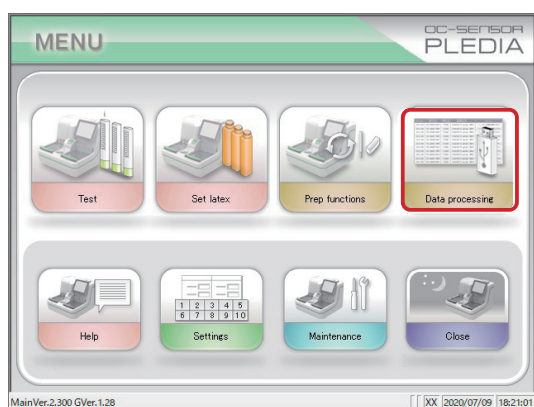 MENU
OC-SENSOR
PLEDIA
Test
Set latex
Prep functions
Data processing
1 2 3 4 5
6 7 8 9 10
Help
Settings
Maintenance
Close
MainVer.2.300 GVer.1.28
XX 2020/07/09 18:21:01